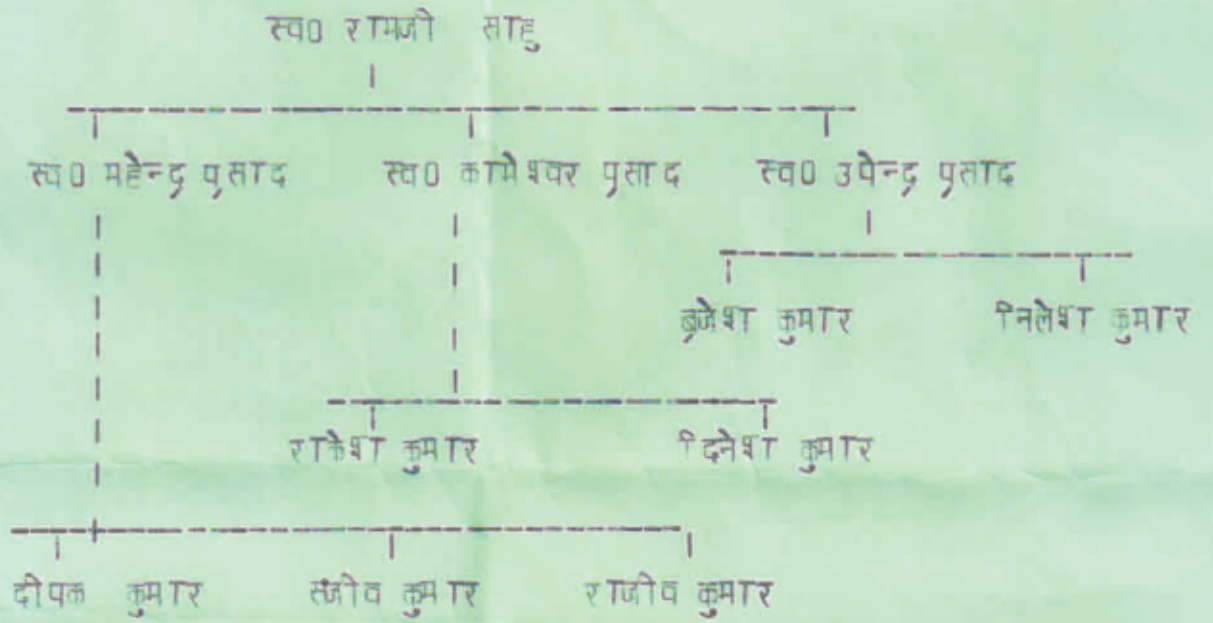 स्व0 रामजी साहु
स्व0 महेन्द्र प्रसाद स्व0 कामेश्वर प्रसाद स्व0 उपेन्द्र प्रसाद
ब्रजेश कुमार निलेश कुमार
राकेश कुमार दिनेश कुमार
दीपक कुमार संजीव कुमार राजीव कुमार